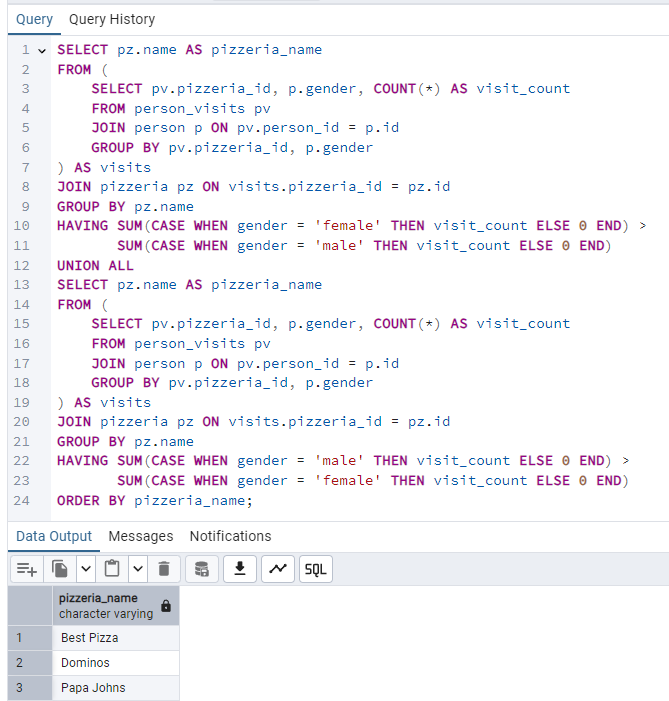 Query Query History
1 SELECT pz.name AS pizzeria_name
2 FROM (
3 SELECT pv.pizzeria_id, p.gender, COUNT(*) AS visit_count
4 FROM person_visits pv
5 JOIN person p ON pv.person_id = p.id
6 GROUP BY pv.pizzeria_id, p.gender
7 ) AS visits
8 JOIN pizzeria pz ON visits.pizzeria_id = pz.id
9 GROUP BY pz.name
10 HAVING SUM(CASE WHEN gender = 'female' THEN visit_count ELSE 0 END) >
11 SUM(CASE WHEN gender = 'male' THEN visit_count ELSE 0 END)
12 UNION ALL
13 SELECT pz.name AS pizzeria_name
14 FROM (
15 SELECT pv.pizzeria_id, p.gender, COUNT(*) AS visit_count
16 FROM person_visits pv
17 JOIN person p ON pv.person_id = p.id
18 GROUP BY pv.pizzeria_id, p.gender
19 ) AS visits
20 JOIN pizzeria pz ON visits.pizzeria_id = pz.id
21 GROUP BY pz.name
22 HAVING SUM(CASE WHEN gender = 'male' THEN visit_count ELSE 0 END) >
23 SUM(CASE WHEN gender = 'female' THEN visit_count ELSE 0 END)
24 ORDER BY pizzeria_name;
Data Output Messages Notifications
SQL
pizzeria_name
character varying
1 Best Pizza
2 Dominos
3 Papa Johns